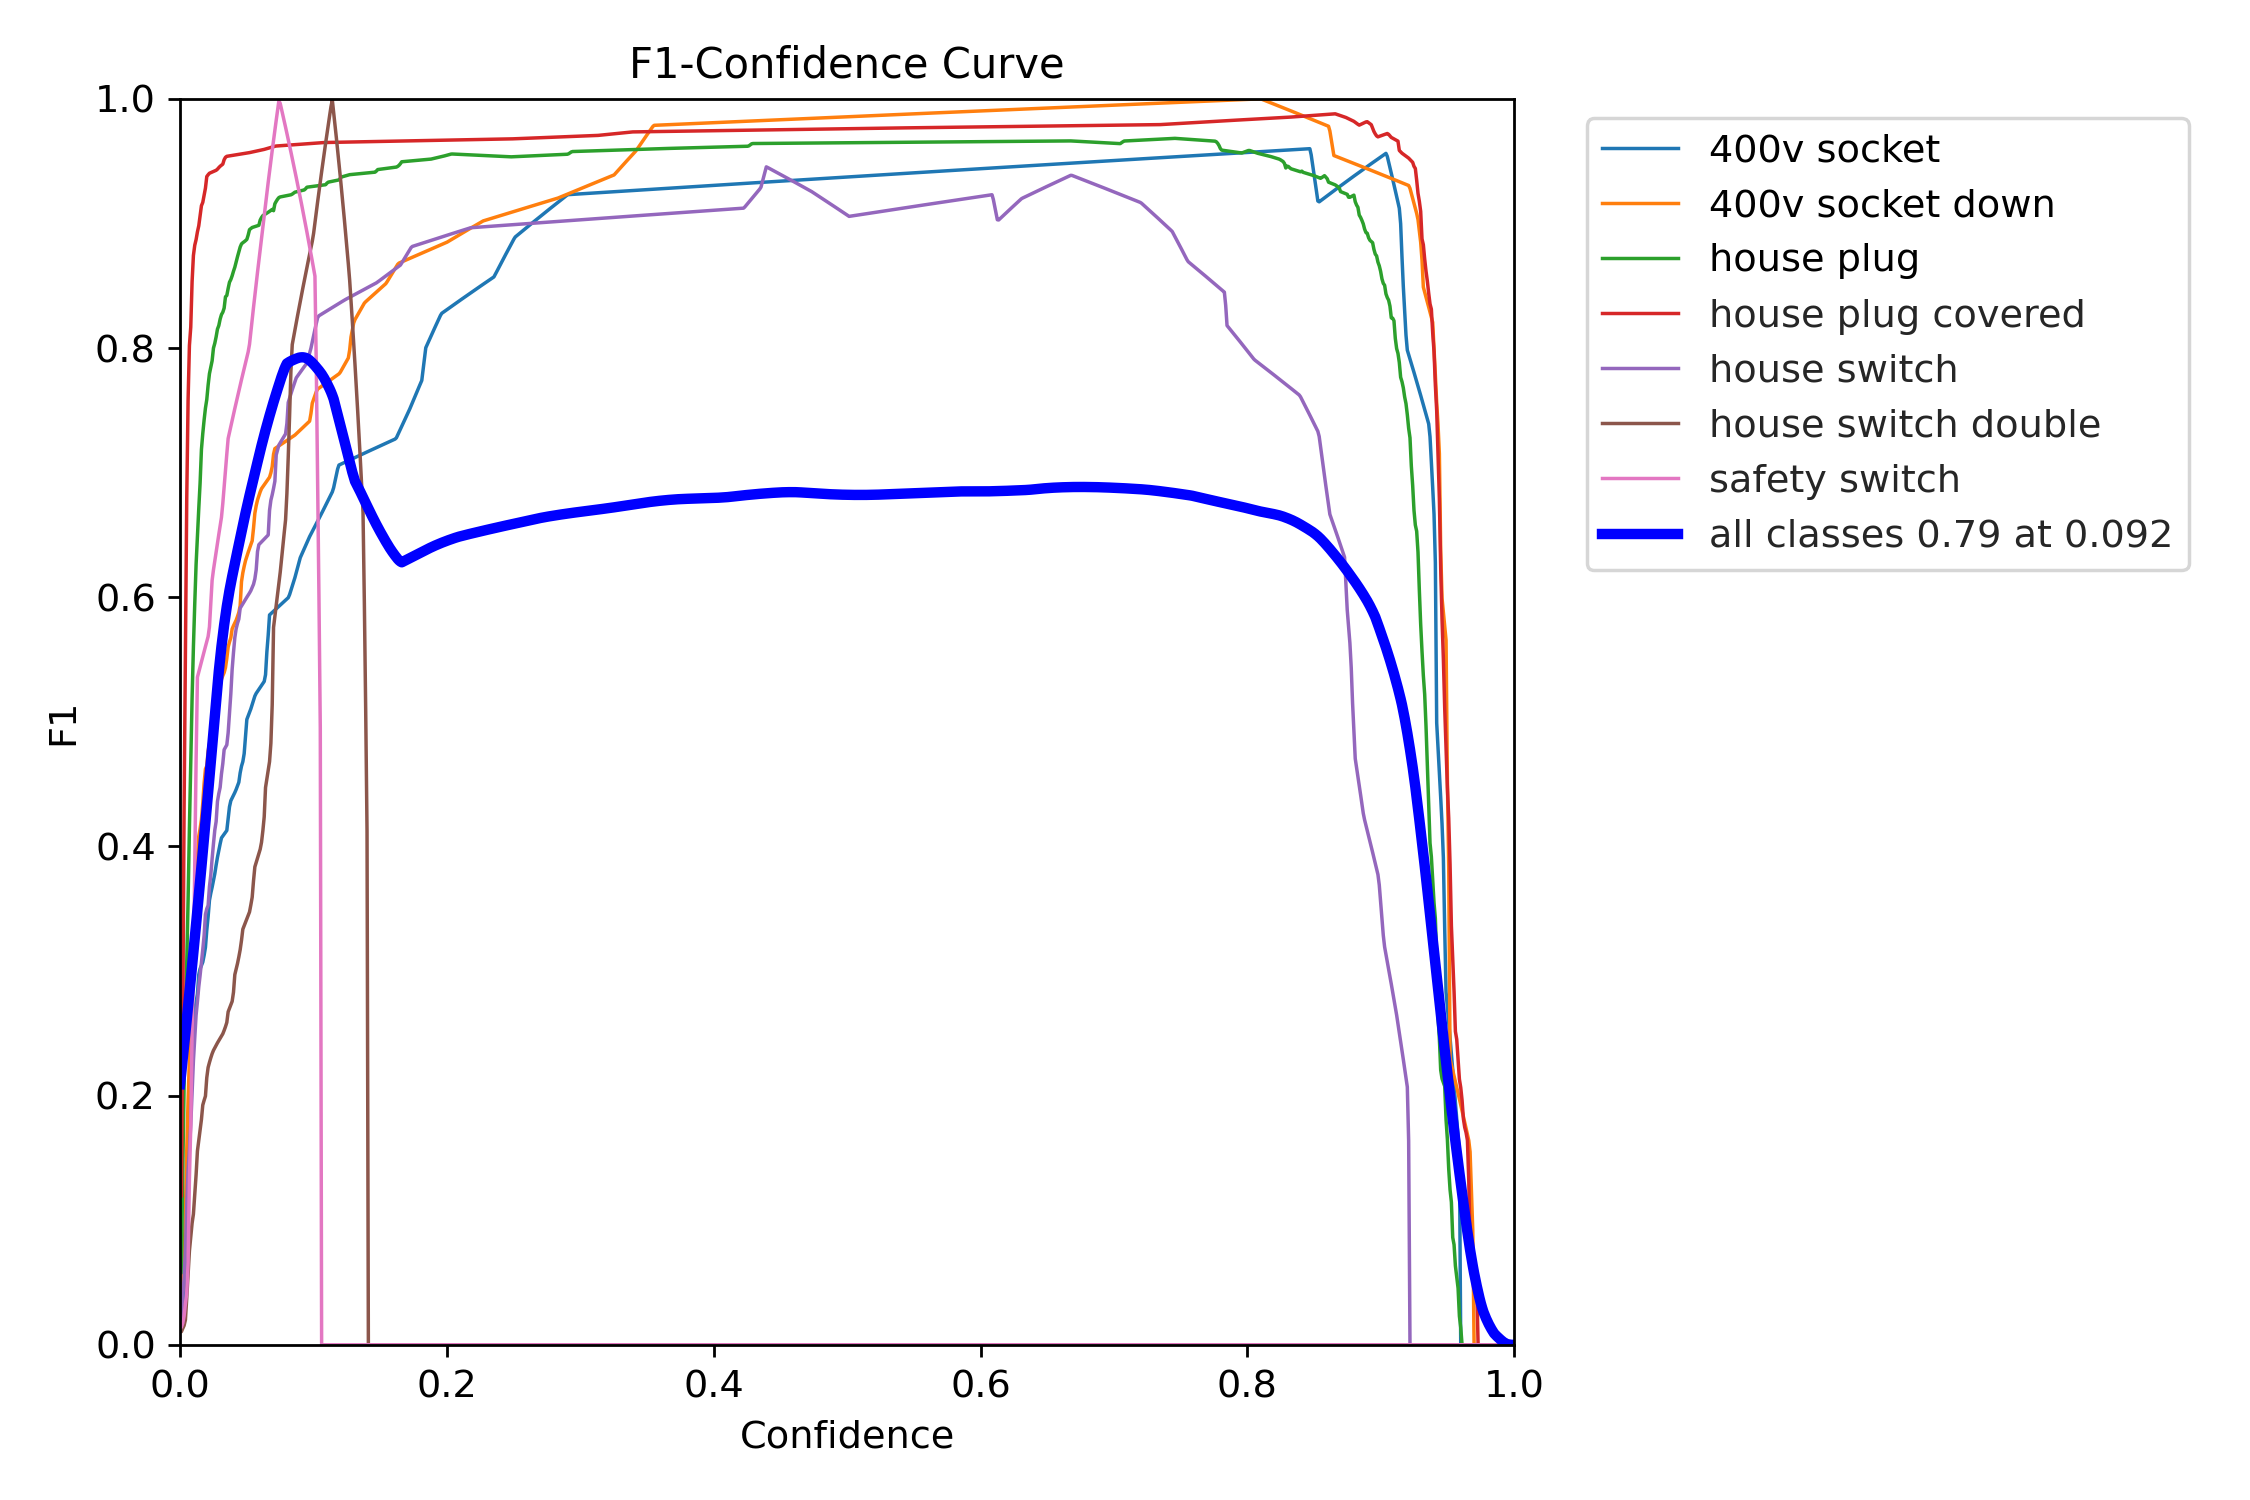 F1-Confidence Curve
1.0
0.8
0.6
0.4
0.2
0.0
F1
0.0 0.2 0.4 0.6 0.8 1.0
Confidence
400v socket
400v socket down
house plug
house plug covered
house switch
house switch double
safety switch
all classes 0.79 at 0.092